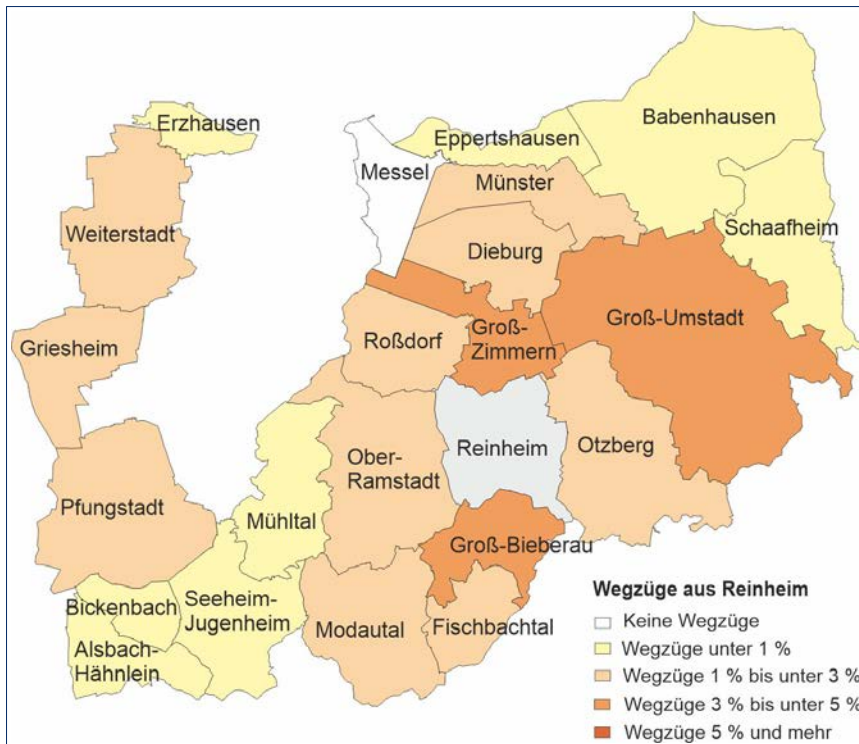 Erzhausen
Babenhausen
Eppertshausen
Messel
Münster
Schaafheim
Weiterstadt
Dieburg
Groß-Umstadt
Griesheim
Roßdorf
Groß-
Zimmern
Reinheim
Otzberg
Ober-
Ramstadt
Pfungstadt
Mühltal
Groß-Bieberau
Bickenbach
Seeheim-
Jugenheim
Alsbach-
Hähnlein
Modautal
Fischbachtal
Wegzüge aus Reinheim
Keine Wegzüge
Wegzüge unter 1 %
Wegzüge 1 % bis unter 3 %
Wegzüge 3 % bis unter 5 %
Wegzüge 5 % und mehr